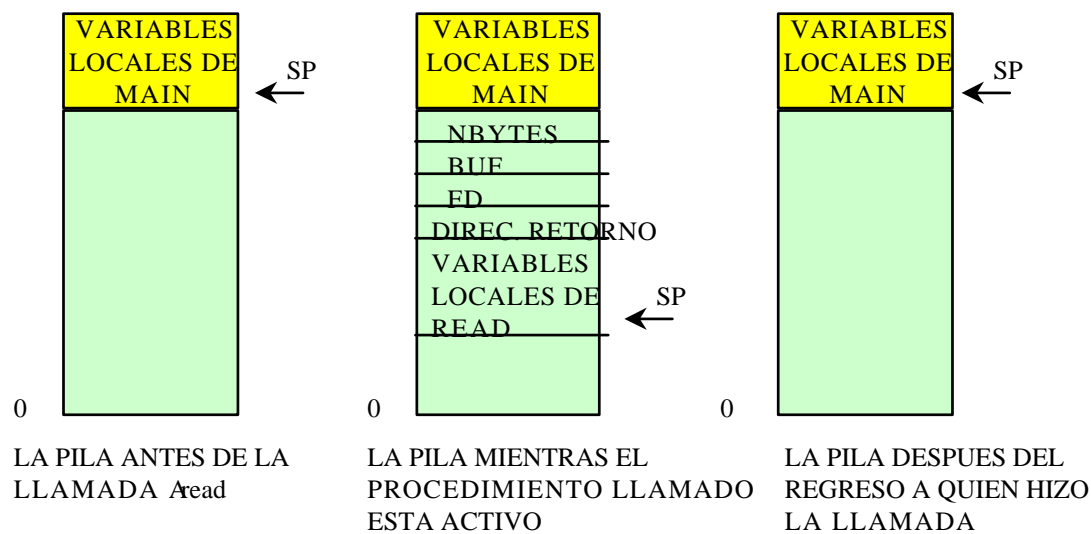 VARIABLES
LOCALES DE
MAIN
SP
0
LA PILA ANTES DE LA
LLAMADA Aread
VARIABLES
LOCALES DE
MAIN
NBYTES
BUF
FD
DIREC. RETORNO
VARIABLES
LOCALES DE
READ
SP
0
LA PILA MIENTRAS EL
PROCEDIMIENTO LLAMADO
ESTA ACTIVO
VARIABLES
LOCALES DE
MAIN
SP
0
LA PILA DESPUES DEL
REGRESO A QUIEN HIZO
LA LLAMADA